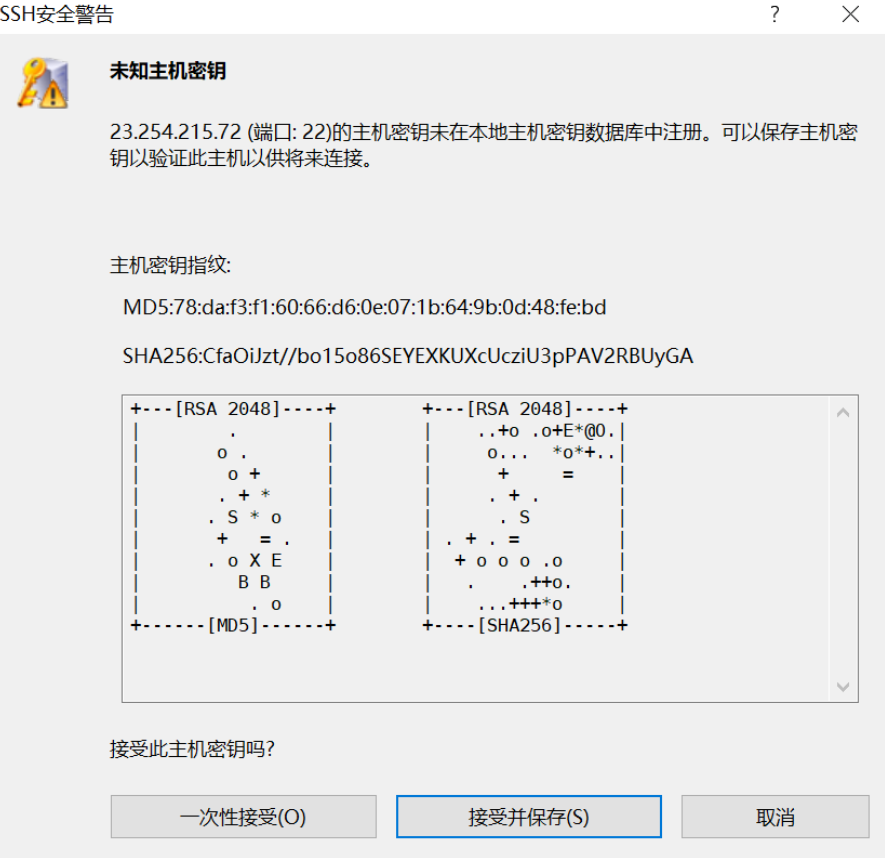 SSH安全警告
未知主机密钥
23.254.215.72 (端口: 22)的主机密钥未在本地主机密钥数据库中注册。可以保存主机密
钥以验证此主机以供将来连接。
主机密钥指纹:
MD5:78:da:f3:f1:60:66:d6:0e:07:1b:64:9b:0d:48:fe:bd
SHA256:CfaOiJzt//bo15o86SEYEXKUXcUcziU3pPAV2RBUyGA
+---[RSA 2048]----+        +---[RSA 2048]----+
|        .        |        |    ..+o .o+E*@O.|
|       o .       |        |     o...  *o*+..|
|        o +      |        |      +     =    |
|       . + *     |        |     . + .       |
|      . S * o    |        |      . S        |
|       +   = .   |        | . + . =         |
|      . o X E    |        |  + o o o .o     |
|         B B     |        |   .    .++o.    |
|          . o    |        |    ...+++*o     |
+------[MD5]------+        +----[SHA256]-----+
接受此主机密钥吗?
一次性接受(O) 接受并保存(S) 取消